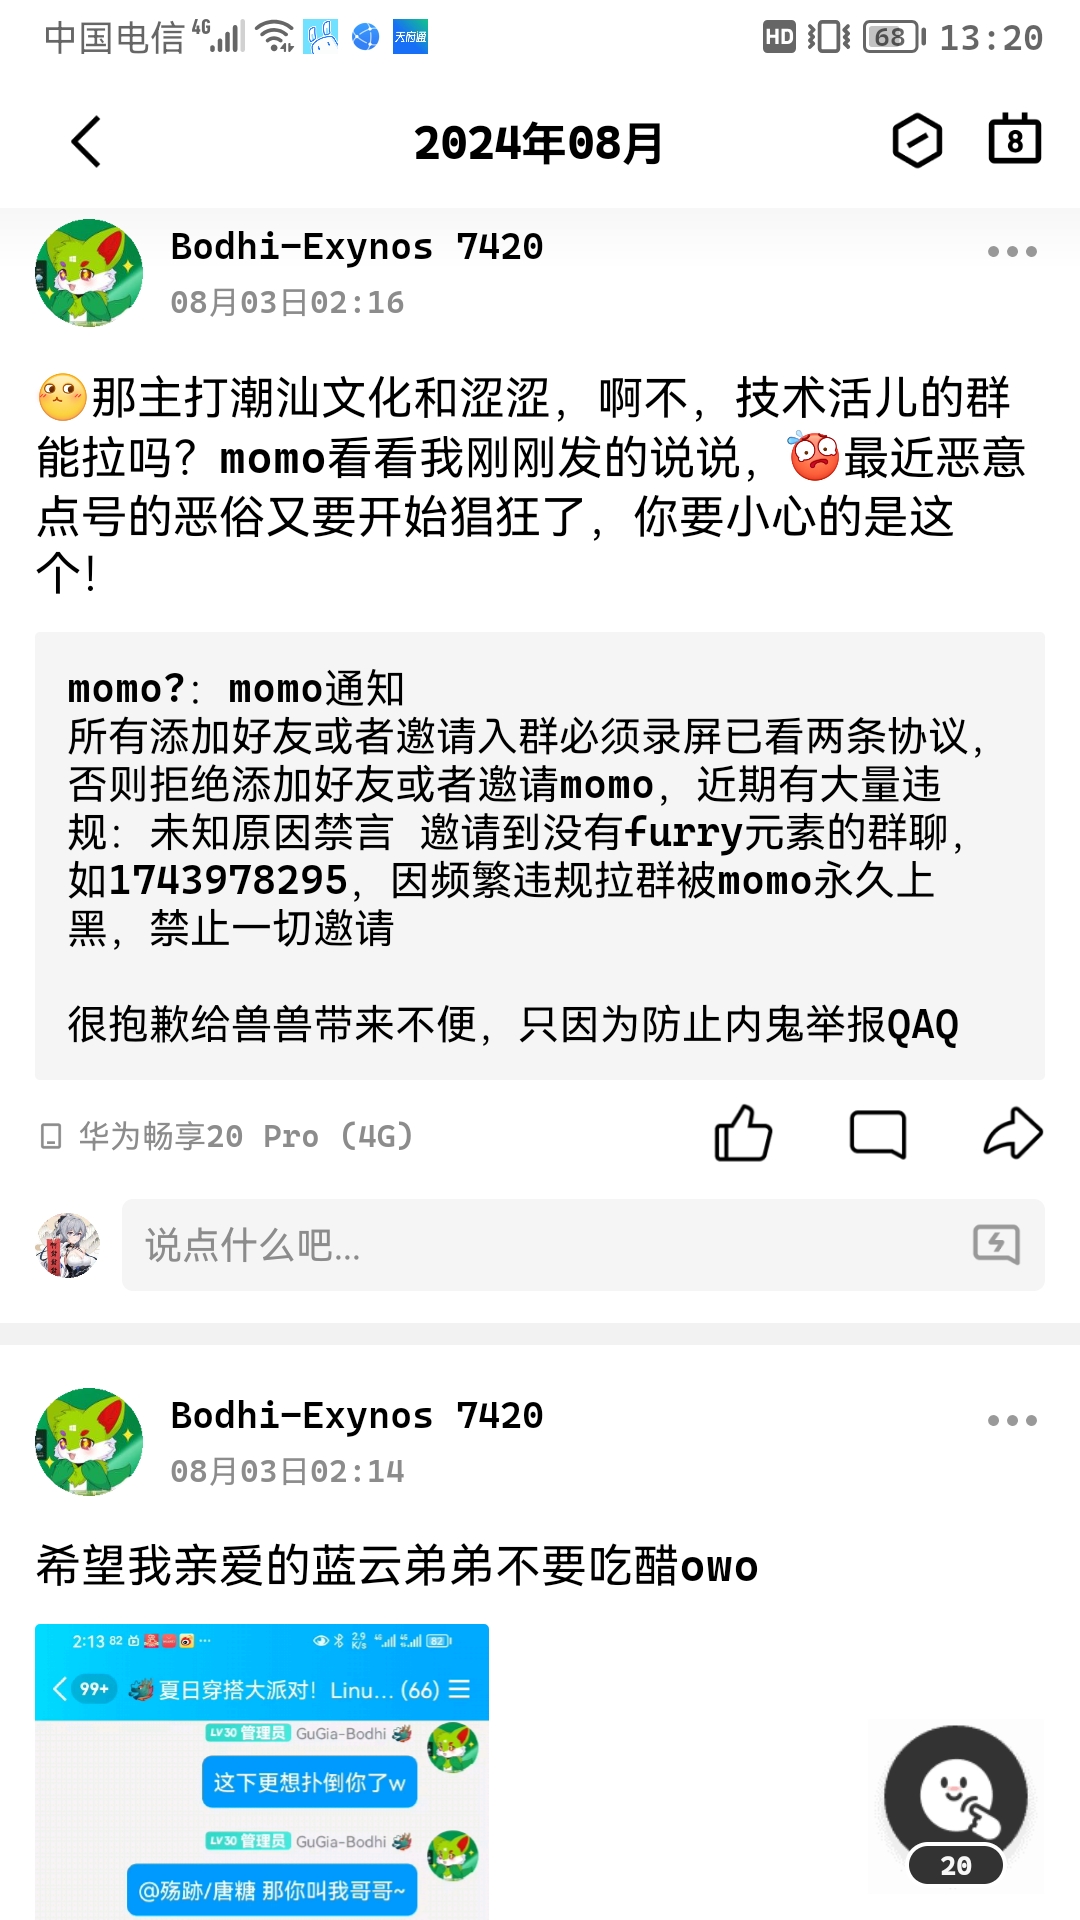 中国电信 4G HD 68 13:20
天府通
2024年08月
8
Bodhi-Exynos 7420
08月03日02:16
那主打潮汕文化和涩涩，啊不，技术活儿的群
能拉吗？momo看看我刚刚发的说说，最近恶意
点号的恶俗又要开始猖狂了，你要小心的是这
个！
momo?：momo通知
所有添加好友或者邀请入群必须录屏已看两条协议，
否则拒绝添加好友或者邀请momo，近期有大量违
规：未知原因禁言 邀请到没有furry元素的群聊，
如1743978295，因频繁违规拉群被momo永久上
黑，禁止一切邀请
很抱歉给兽兽带来不便，只因为防止内鬼举报QAQ
华为畅享20 Pro (4G)
说点什么吧...
Bodhi-Exynos 7420
08月03日02:14
希望我亲爱的蓝云弟弟不要吃醋owo
2:13 82 2.9 K/s 82
99+ 夏日穿搭大派对！Linu... (66)
LV30 管理员 GuGia-Bodhi
这下更想扑倒你了w
LV30 管理员 GuGia-Bodhi
@殇跡/唐糖 那你叫我哥哥~
20